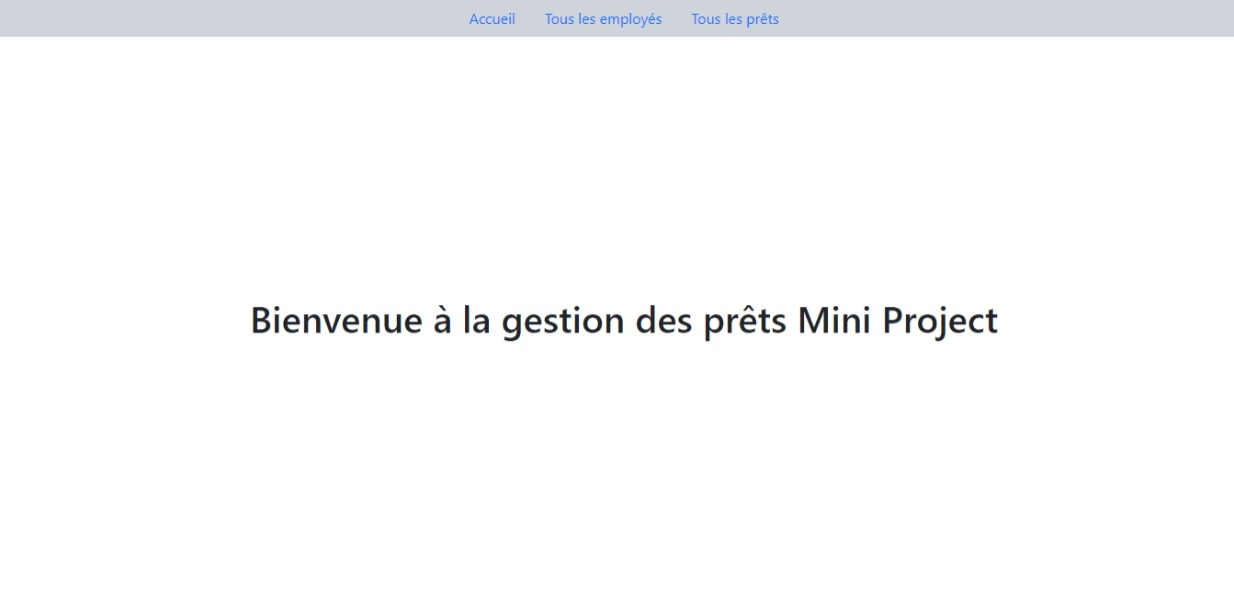 Accueil Tous les employés Tous les prêts
Bienvenue à la gestion des prêts Mini Project